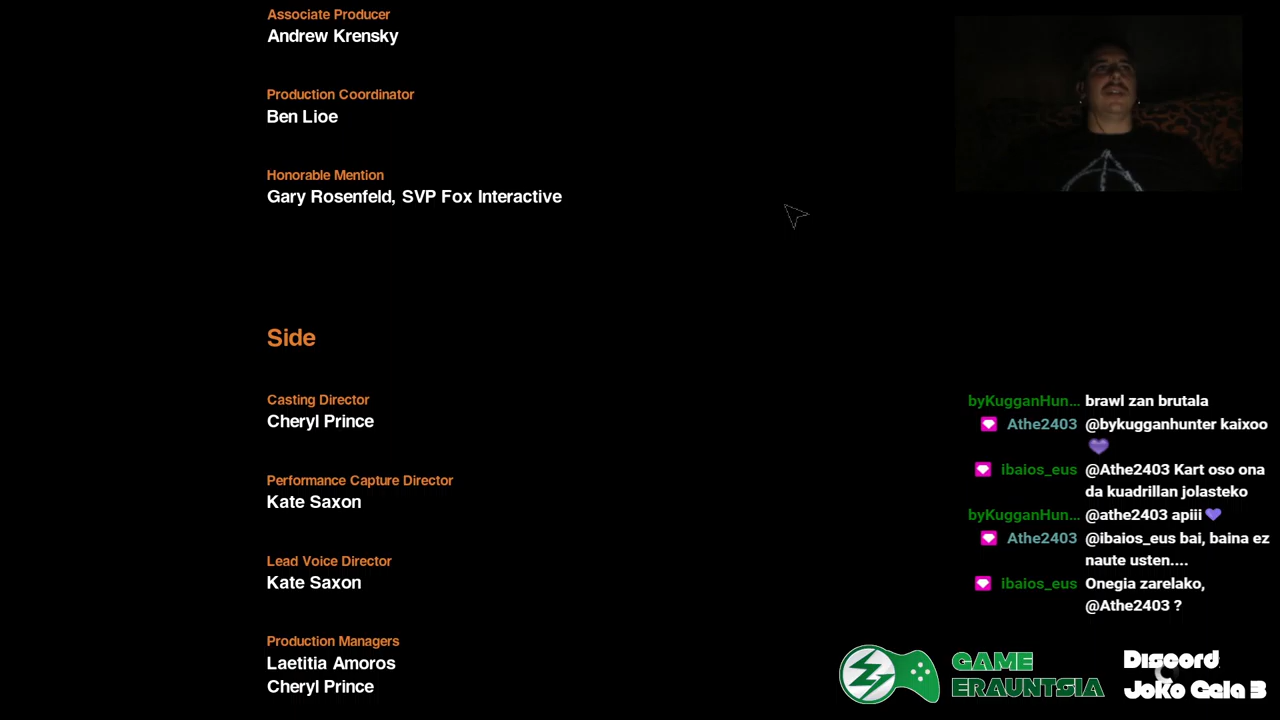 Associate Producer
Andrew Krensky
Production Coordinator
Ben Lioe
Honorable Mention
Gary Rosenfeld, SVP Fox Interactive
Side
Casting Director
Cheryl Prince
Performance Capture Director
Kate Saxon
Lead Voice Director
Kate Saxon
Production Managers
Laetitia Amoros
Cheryl Prince
byKugganHun... brawl zan brutala
Athe2403 @bykugganhunter kaixoo
ibaios_eus @Athe2403 Kart oso ona
da kuadrillan jolasteko
byKugganHun... @athe2403 apiii
Athe2403 @ibaios_eus bai, baina ez
naute usten....
ibaios_eus Onegia zarelako,
@Athe2403 ?
GAME
ERAUNTSIA
Discord
Joko Gela 3